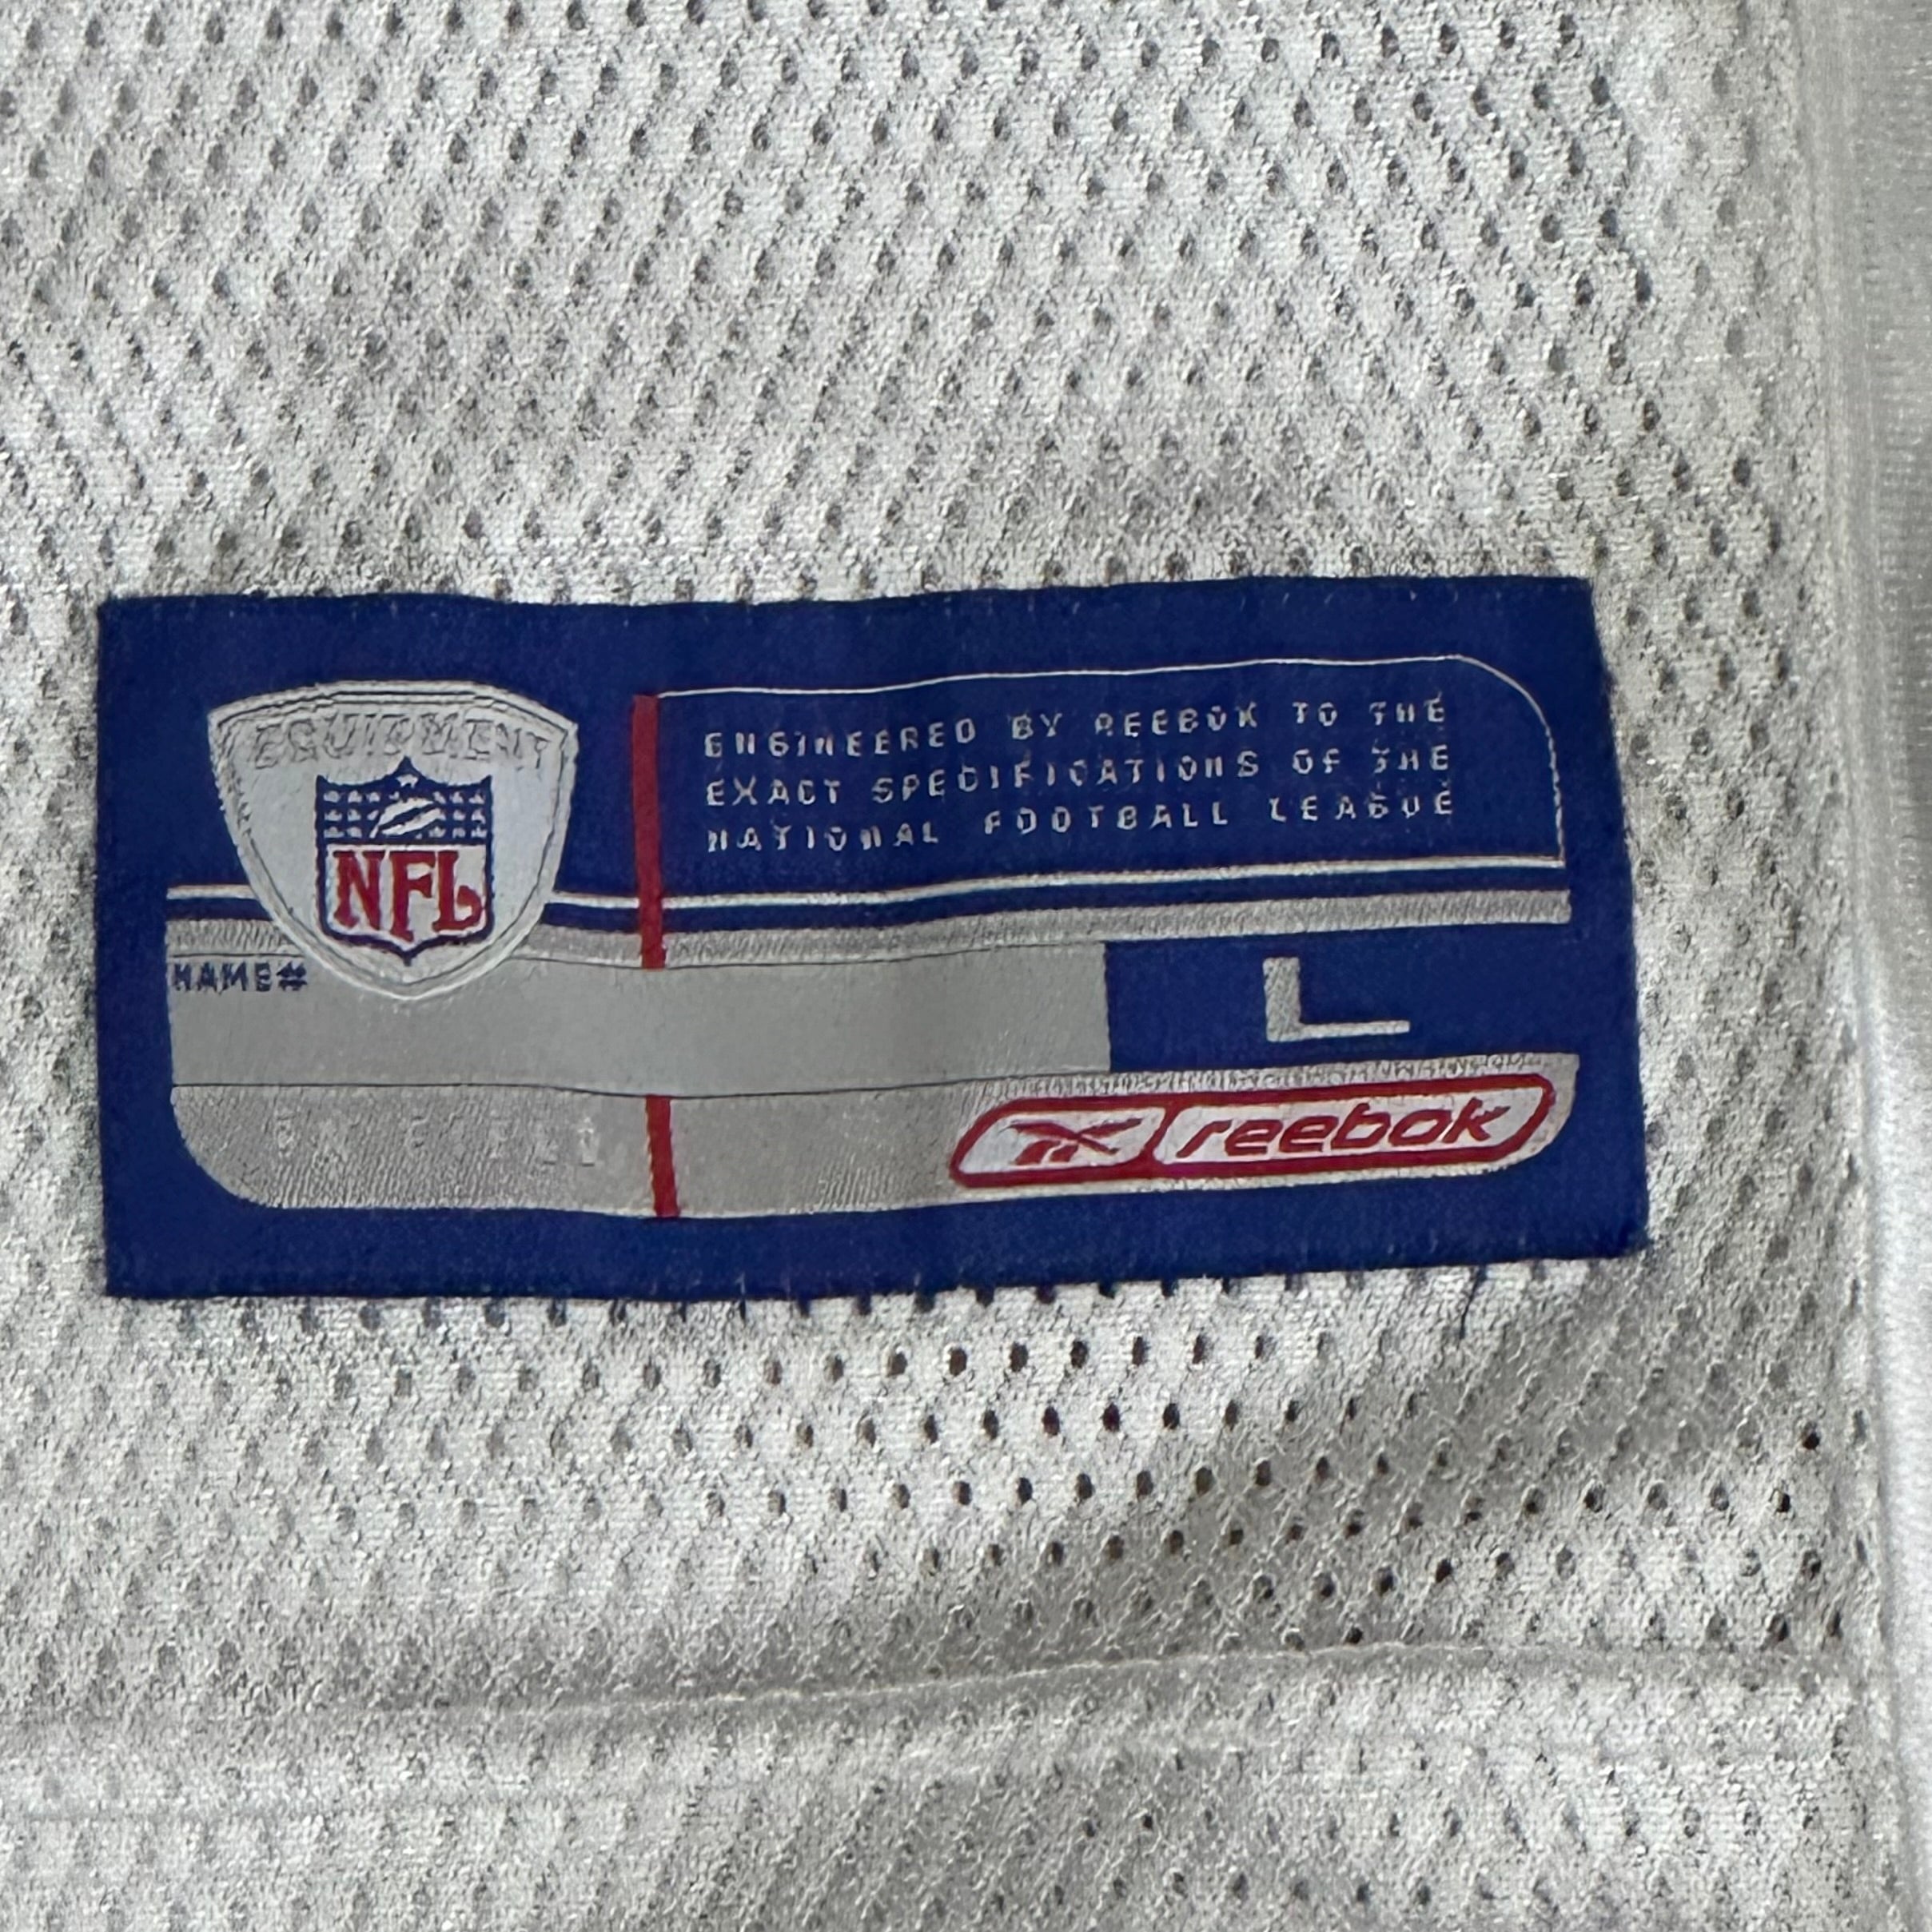 EQUIPMENT
NFL
ENGINEERED BY REEBOK TO THE
EXACT SPECIFICATIONS OF THE
NATIONAL FOOTBALL LEAGUE
NAME#
L
reebok